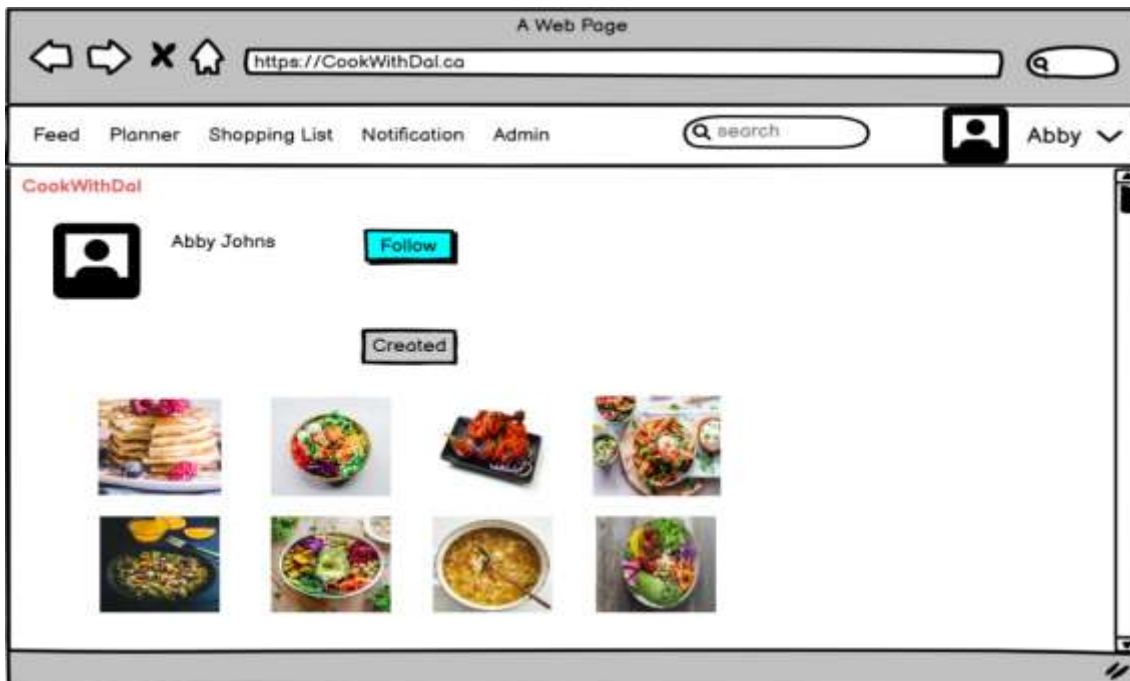 A Web Page
https://CookWithDal.ca
Feed Planner Shopping List Notification Admin search Abby
CookWithDal
Abby Johns Follow
Created